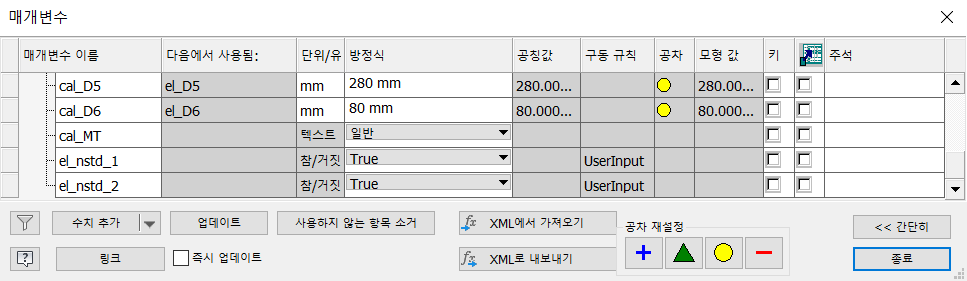 매개변수
매개변수 이름 다음에서 사용됨: 단위/유 방정식 공칭값 구동 규칙 공차 모형 값 키 주석
cal_D5 el_D5 mm 280 mm 280.00... 280.00...
cal_D6 el_D6 mm 80 mm 80.000... 80.000...
cal_MT 텍스트 일반
el_nstd_1 참/거짓 True UserInput
el_nstd_2 참/거짓 True UserInput
수치 추가 업데이트 사용하지 않는 항목 소거 fx XML에서 가져오기 공차 재설정 << 간단히
링크 즉시 업데이트 fx XML로 내보내기 종료